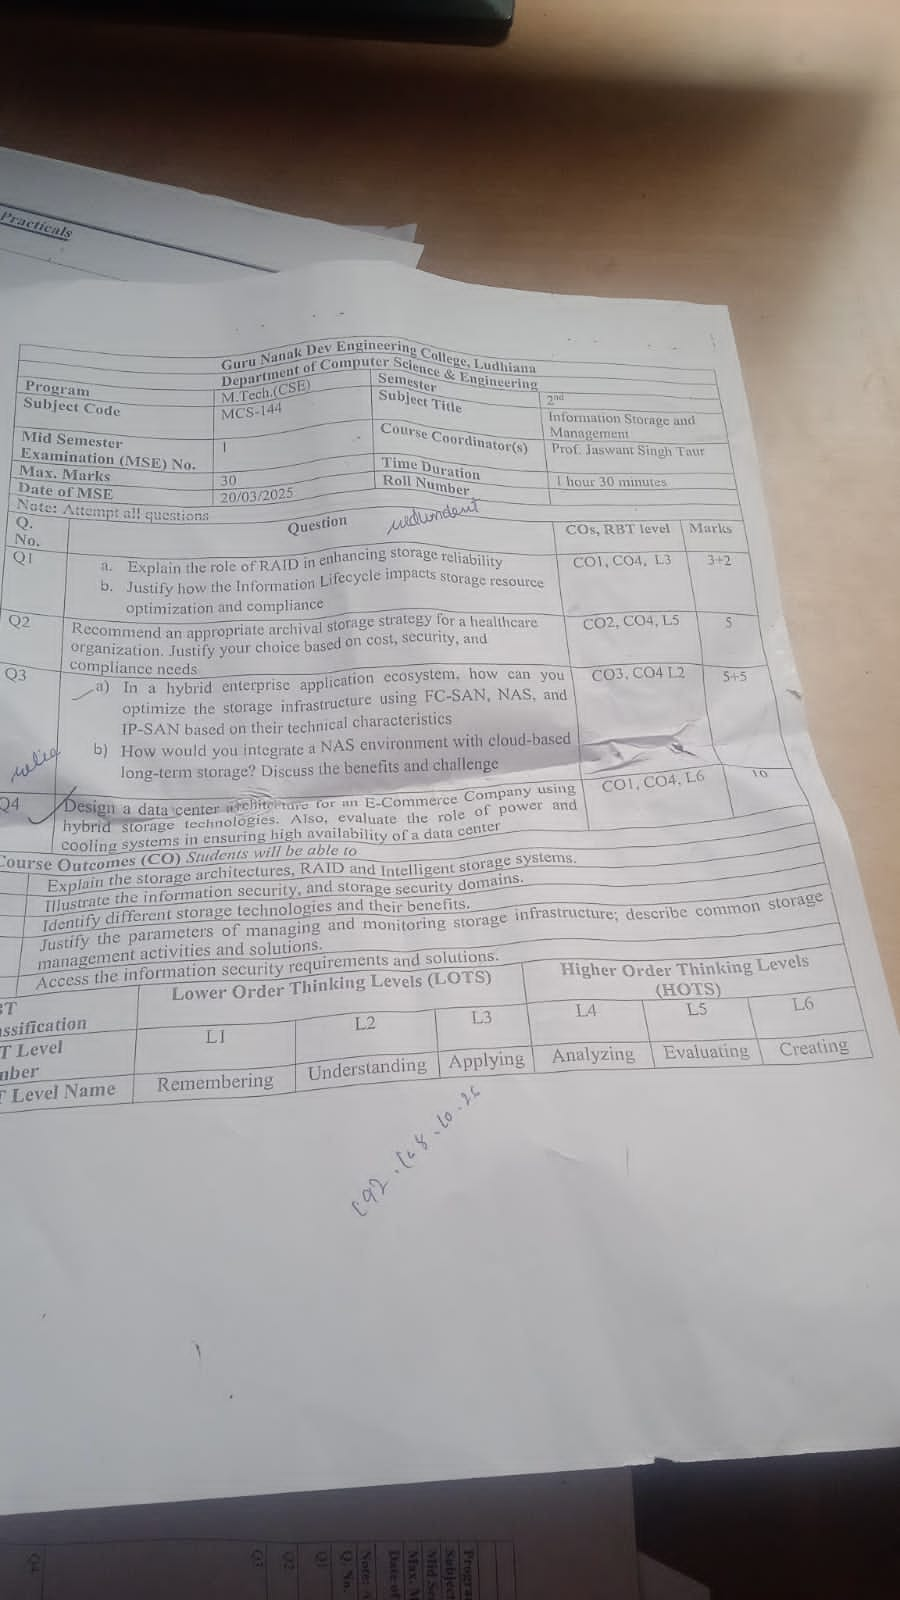 Practicals
Guru Nanak Dev Engineering College, Ludhiana
Department of Computer Science & Engineering
Program M.Tech.(CSE) Semester 2nd
Subject Code MCS-144 Subject Title Information Storage and Management
Mid Semester Examination (MSE) No. 1 Course Coordinator(s) Prof. Jaswant Singh Taur
Max. Marks 30 Time Duration 1 hour 30 minutes
Date of MSE 20/03/2025 Roll Number
Note: Attempt all questions
redundent
Q. No. Question COs, RBT level Marks
Q1 a. Explain the role of RAID in enhancing storage reliability CO1, CO4, L3 3+2
b. Justify how the Information Lifecycle impacts storage resource
optimization and compliance
Q2 Recommend an appropriate archival storage strategy for a healthcare CO2, CO4, L5 5
organization. Justify your choice based on cost, security, and
compliance needs
Q3 a) In a hybrid enterprise application ecosystem, how can you CO3, CO4 L2 5+5
optimize the storage infrastructure using FC-SAN, NAS, and
IP-SAN based on their technical characteristics
b) How would you integrate a NAS environment with cloud-based
long-term storage? Discuss the benefits and challenge
Q4 Design a data center architecture for an E-Commerce Company using CO1, CO4, L6 10
hybrid storage technologies. Also, evaluate the role of power and
cooling systems in ensuring high availability of a data center
Course Outcomes (CO) Students will be able to
Explain the storage architectures, RAID and Intelligent storage systems.
Illustrate the information security, and storage security domains.
Identify different storage technologies and their benefits.
Justify the parameters of managing and monitoring storage infrastructure; describe common storage
management activities and solutions.
Access the information security requirements and solutions.
Lower Order Thinking Levels (LOTS) Higher Order Thinking Levels (HOTS)
L1 L2 L3 L4 L5 L6
Level Name Remembering Understanding Applying Analyzing Evaluating Creating
Q4
Q3
Q2
Q1
Q. No.